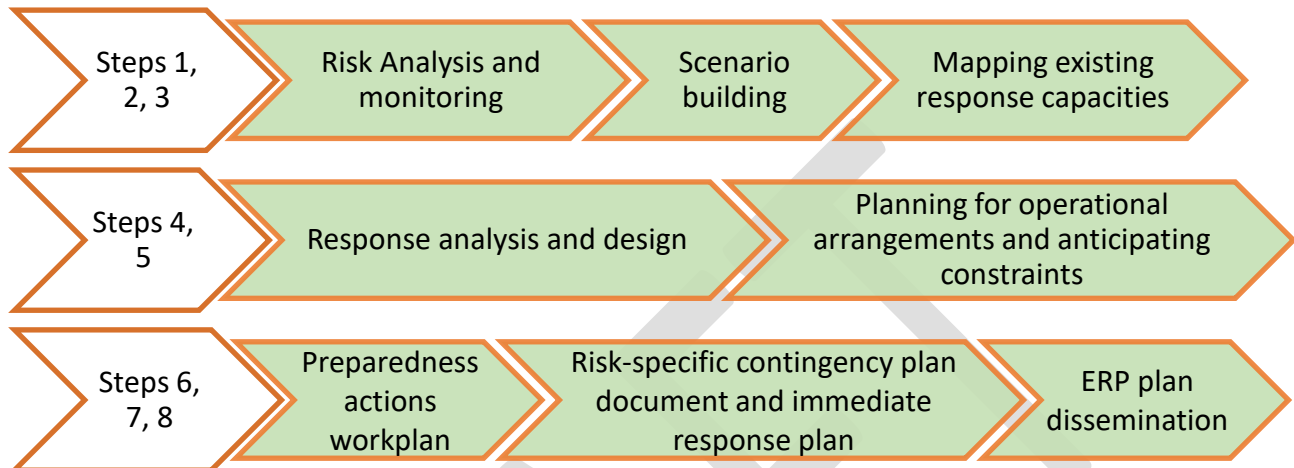 Steps 1,
2, 3
Risk Analysis and
monitoring
Scenario
building
Mapping existing
response capacities
Steps 4,
5
Response analysis and design
Planning for operational
arrangements and anticipating
constraints
Steps 6,
7, 8
Preparedness
actions
workplan
Risk-specific contingency plan
document and immediate
response plan
ERP plan
dissemination